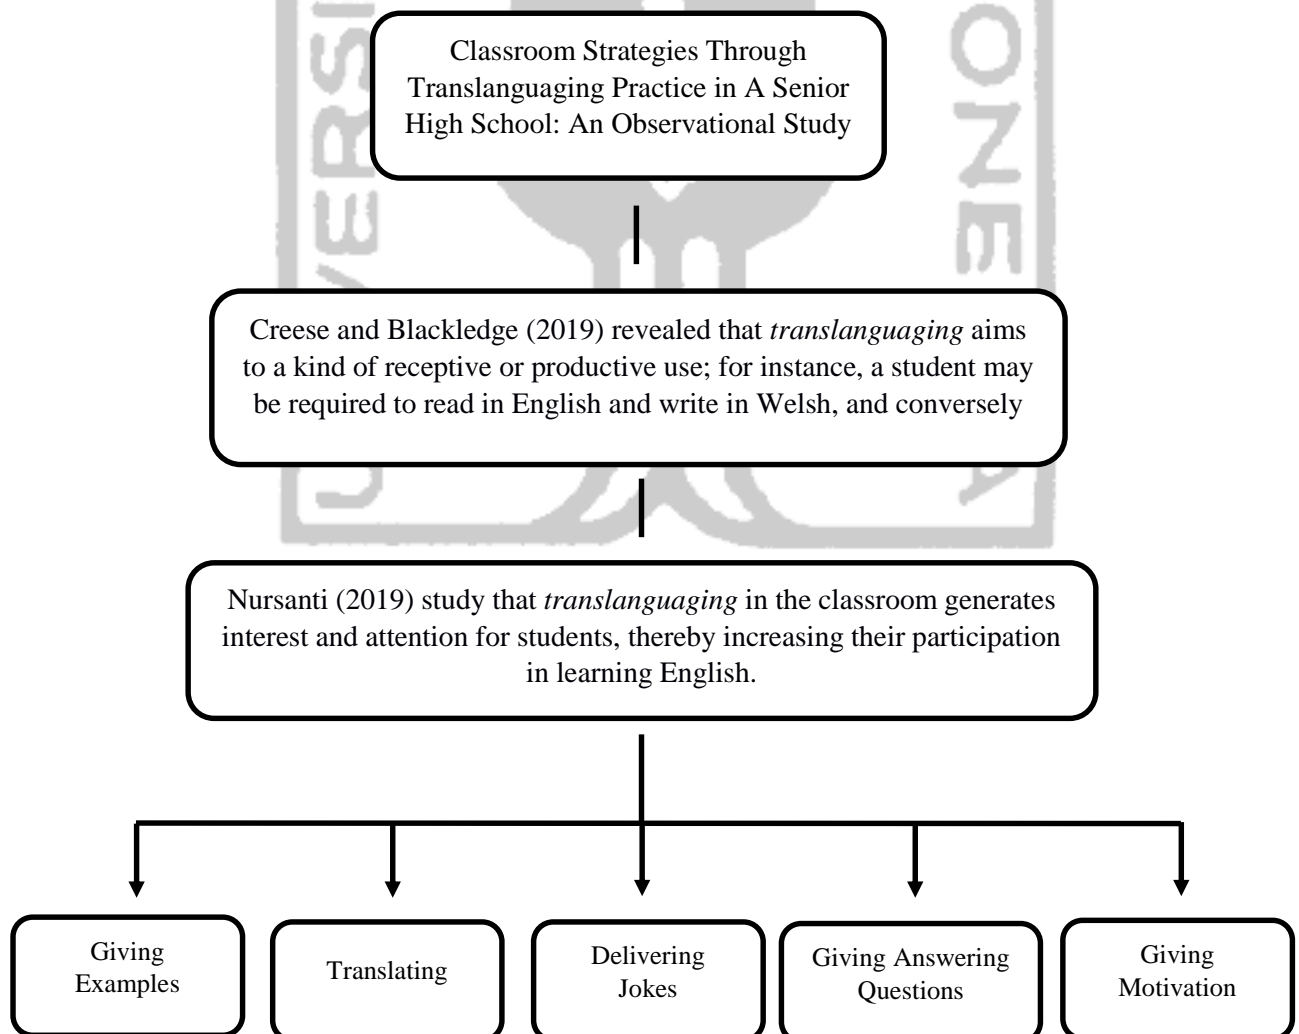 Classroom Strategies Through
Translanguaging Practice in A Senior
High School: An Observational Study
Creese and Blackledge (2019) revealed that translanguaging aims
to a kind of receptive or productive use; for instance, a student may
be required to read in English and write in Welsh, and conversely
Nursanti (2019) study that translanguaging in the classroom generates
interest and attention for students, thereby increasing their participation
in learning English.
Giving
Examples
Translating
Delivering
Jokes
Giving Answering
Questions
Giving
Motivation